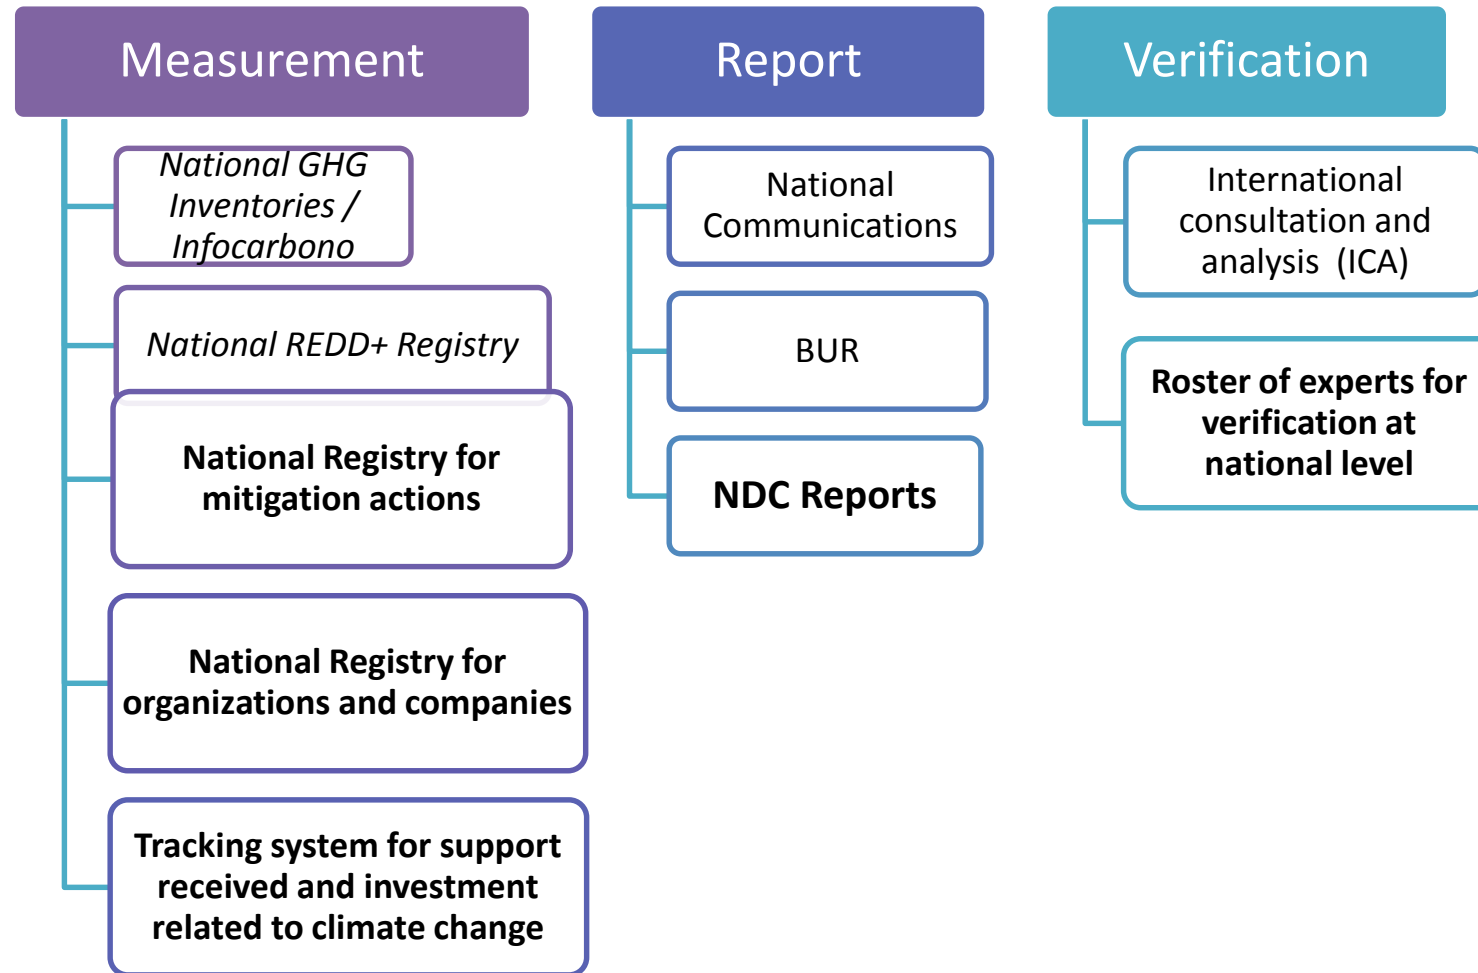 Measurement
National GHG
Inventories /
Infocarbono
National REDD+ Registry
National Registry for
mitigation actions
National Registry for
organizations and companies
Tracking system for support
received and investment
related to climate change
Report
National
Communications
BUR
NDC Reports
Verification
International
consultation and
analysis (ICA)
Roster of experts for
verification at
national level